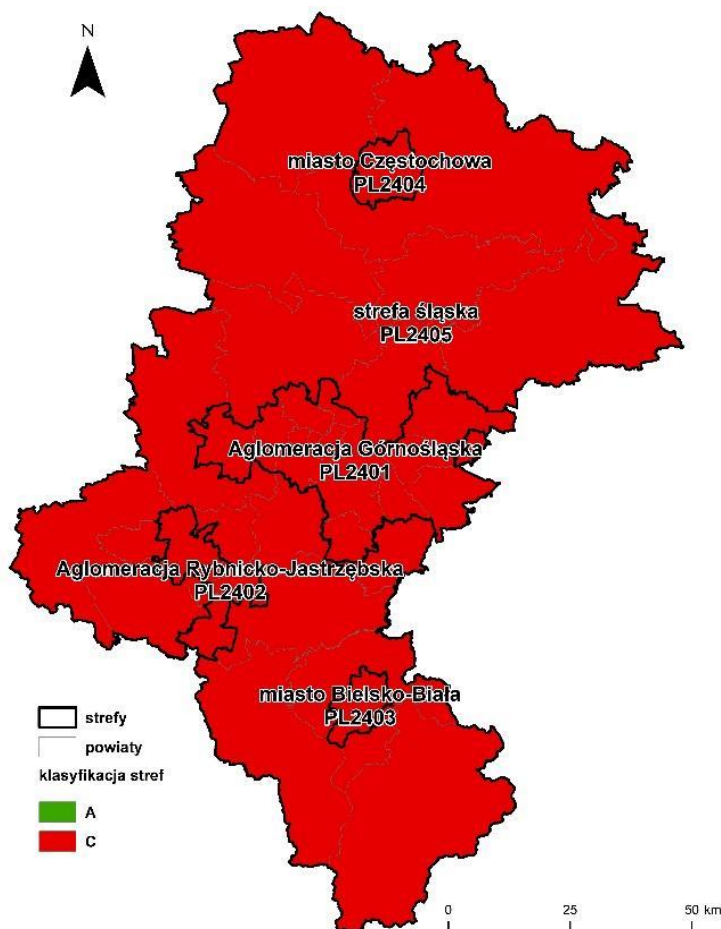 N
miasto Częstochowa
PL2404
strefa śląska
PL2405
Aglomeracja Górnośląska
PL2401
Aglomeracja Rybnicko-Jastrzębska
PL2402
miasto Bielsko-Biała
PL2403
strefy
powiaty
klasyfikacja stref
A
C
0 25 50 km